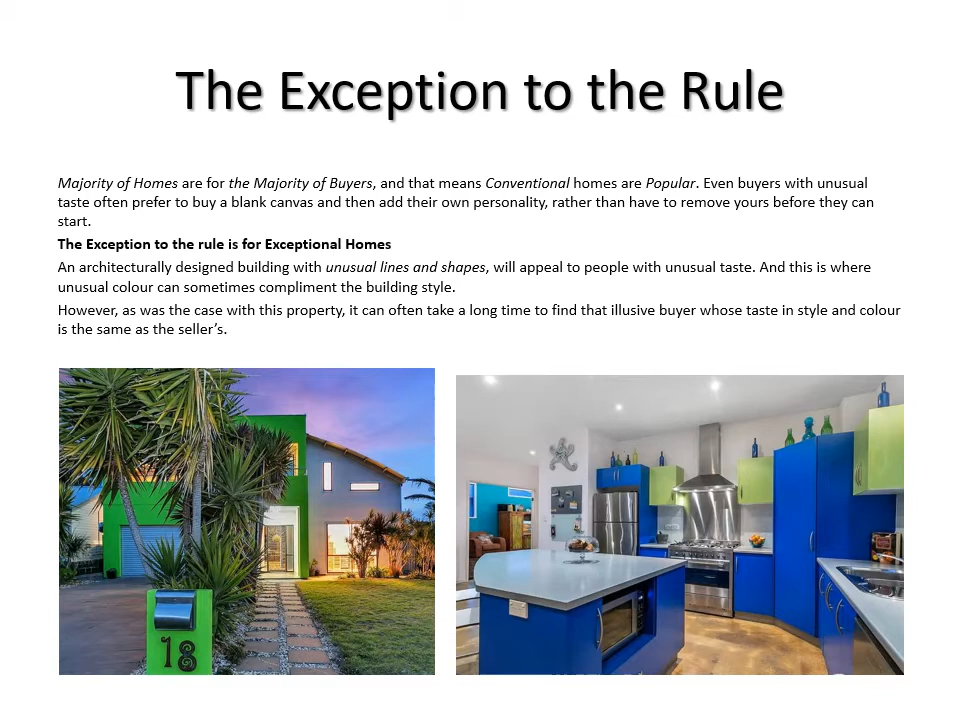 The Exception to the Rule
Majority of Homes are for the Majority of Buyers, and that means Conventional homes are Popular. Even buyers with unusual
taste often prefer to buy a blank canvas and then add their own personality, rather than have to remove yours before they can
start.
The Exception to the rule is for Exceptional Homes
An architecturally designed building with unusual lines and shapes, will appeal to people with unusual taste. And this is where
unusual colour can sometimes compliment the building style.
However, as was the case with this property, it can often take a long time to find that illusive buyer whose taste in style and colour
is the same as the seller’s.
18